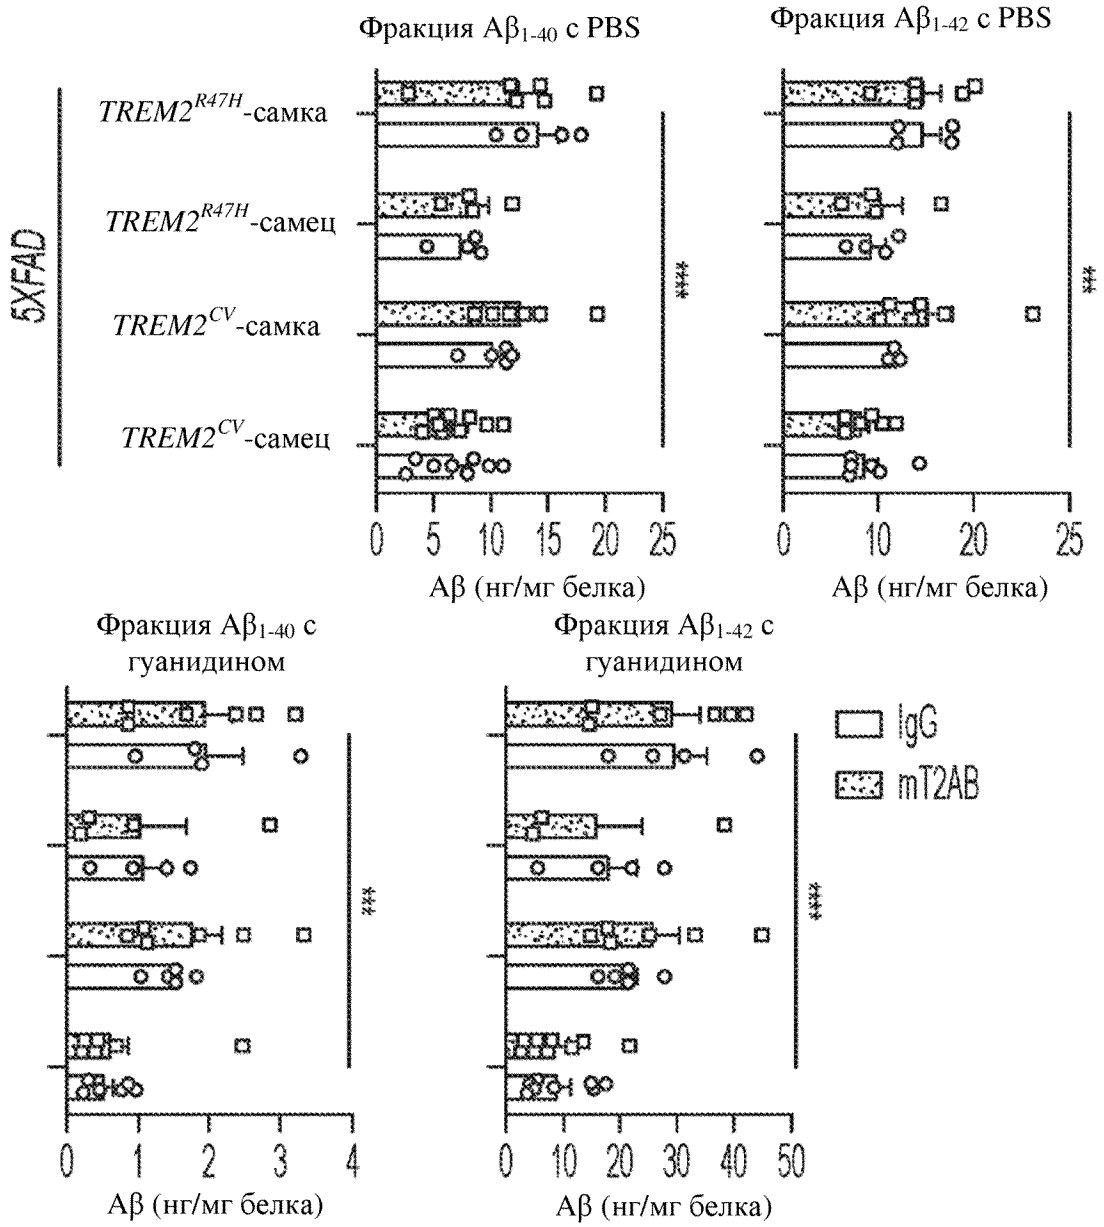 Фракция Aβ1-40 с PBS
Фракция Aβ1-42 с PBS
5XFAD
TREM2R47H-самка
TREM2R47H-самец
TREM2CV-самка
TREM2CV-самец
****
***
0 5 10 15 20 25
0 10 20 25
Aβ (нг/мг белка)
Aβ (нг/мг белка)
Фракция Aβ1-40 с
гуанидином
Фракция Aβ1-42 с
гуанидином
IgG
mT2AB
***
****
0 1 2 3 4
0 10 20 30 40 50
Aβ (нг/мг белка)
Aβ (нг/мг белка)